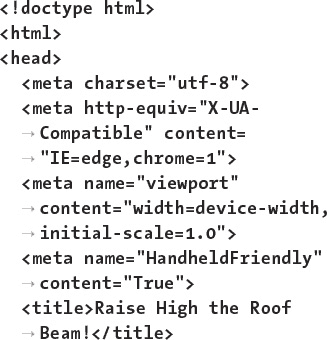 <!doctype html>
<html>
<head>
<meta charset="utf-8">
<meta http-equiv="X-UA-
→ Compatible" content=
→ "IE=edge,chrome=1">
<meta name="viewport"
→ content="width=device-width,
→ initial-scale=1.0">
<meta name="HandheldFriendly"
→ content="True">
<title>Raise High the Roof
→ Beam!</title>